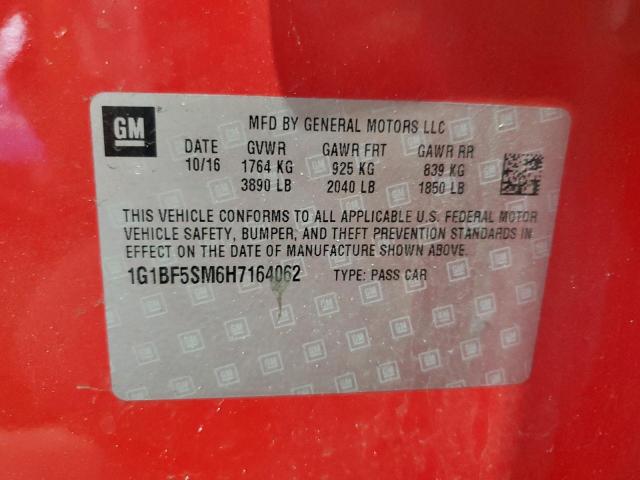 GM
MFD BY GENERAL MOTORS LLC
DATE GVWR GAWR FRT GAWR RR
10/16 1764 KG 925 KG 839 KG
3890 LB 2040 LB 1850 LB
THIS VEHICLE CONFORMS TO ALL APPLICABLE U.S. FEDERAL MOTOR
VEHICLE SAFETY, BUMPER, AND THEFT PREVENTION STANDARDS IN
EFFECT ON THE DATE OF MANUFACTURE SHOWN ABOVE.
1G1BF5SM6H7164062 TYPE: PASS CAR